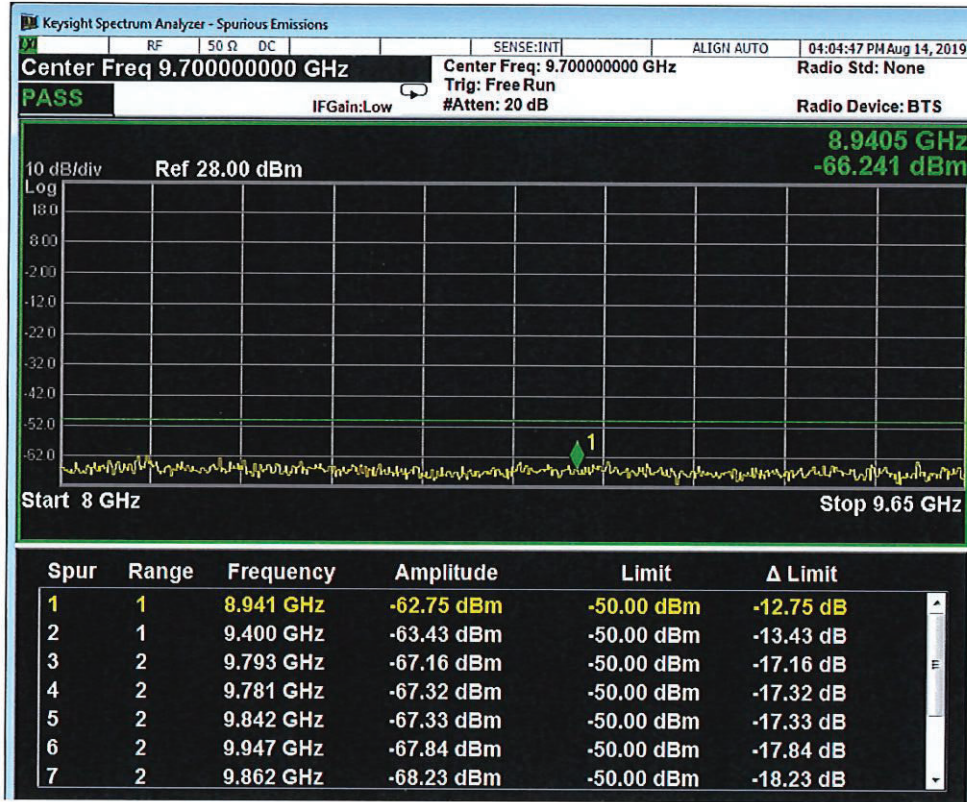 Keysight Spectrum Analyzer - Spurious Emissions
RF 50 Ω DC SENSE:INT ALIGN AUTO 04:04:47 PM Aug 14, 2019
Center Freq 9.700000000 GHz Center Freq: 9.700000000 GHz Radio Std: None
Trig: Free Run
PASS IFGain:Low #Atten: 20 dB Radio Device: BTS
8.9405 GHz
10 dB/div Ref 28.00 dBm -66.241 dBm
Log
18.0
8.00
-2.00
-12.0
-22.0
-32.0
-42.0
-52.0
1
-62.0
Start 8 GHz Stop 9.65 GHz
Spur Range Frequency Amplitude Limit Δ Limit
1 1 8.941 GHz -62.75 dBm -50.00 dBm -12.75 dB
2 1 9.400 GHz -63.43 dBm -50.00 dBm -13.43 dB
3 2 9.793 GHz -67.16 dBm -50.00 dBm -17.16 dB
4 2 9.781 GHz -67.32 dBm -50.00 dBm -17.32 dB
5 2 9.842 GHz -67.33 dBm -50.00 dBm -17.33 dB
6 2 9.947 GHz -67.84 dBm -50.00 dBm -17.84 dB
7 2 9.862 GHz -68.23 dBm -50.00 dBm -18.23 dB